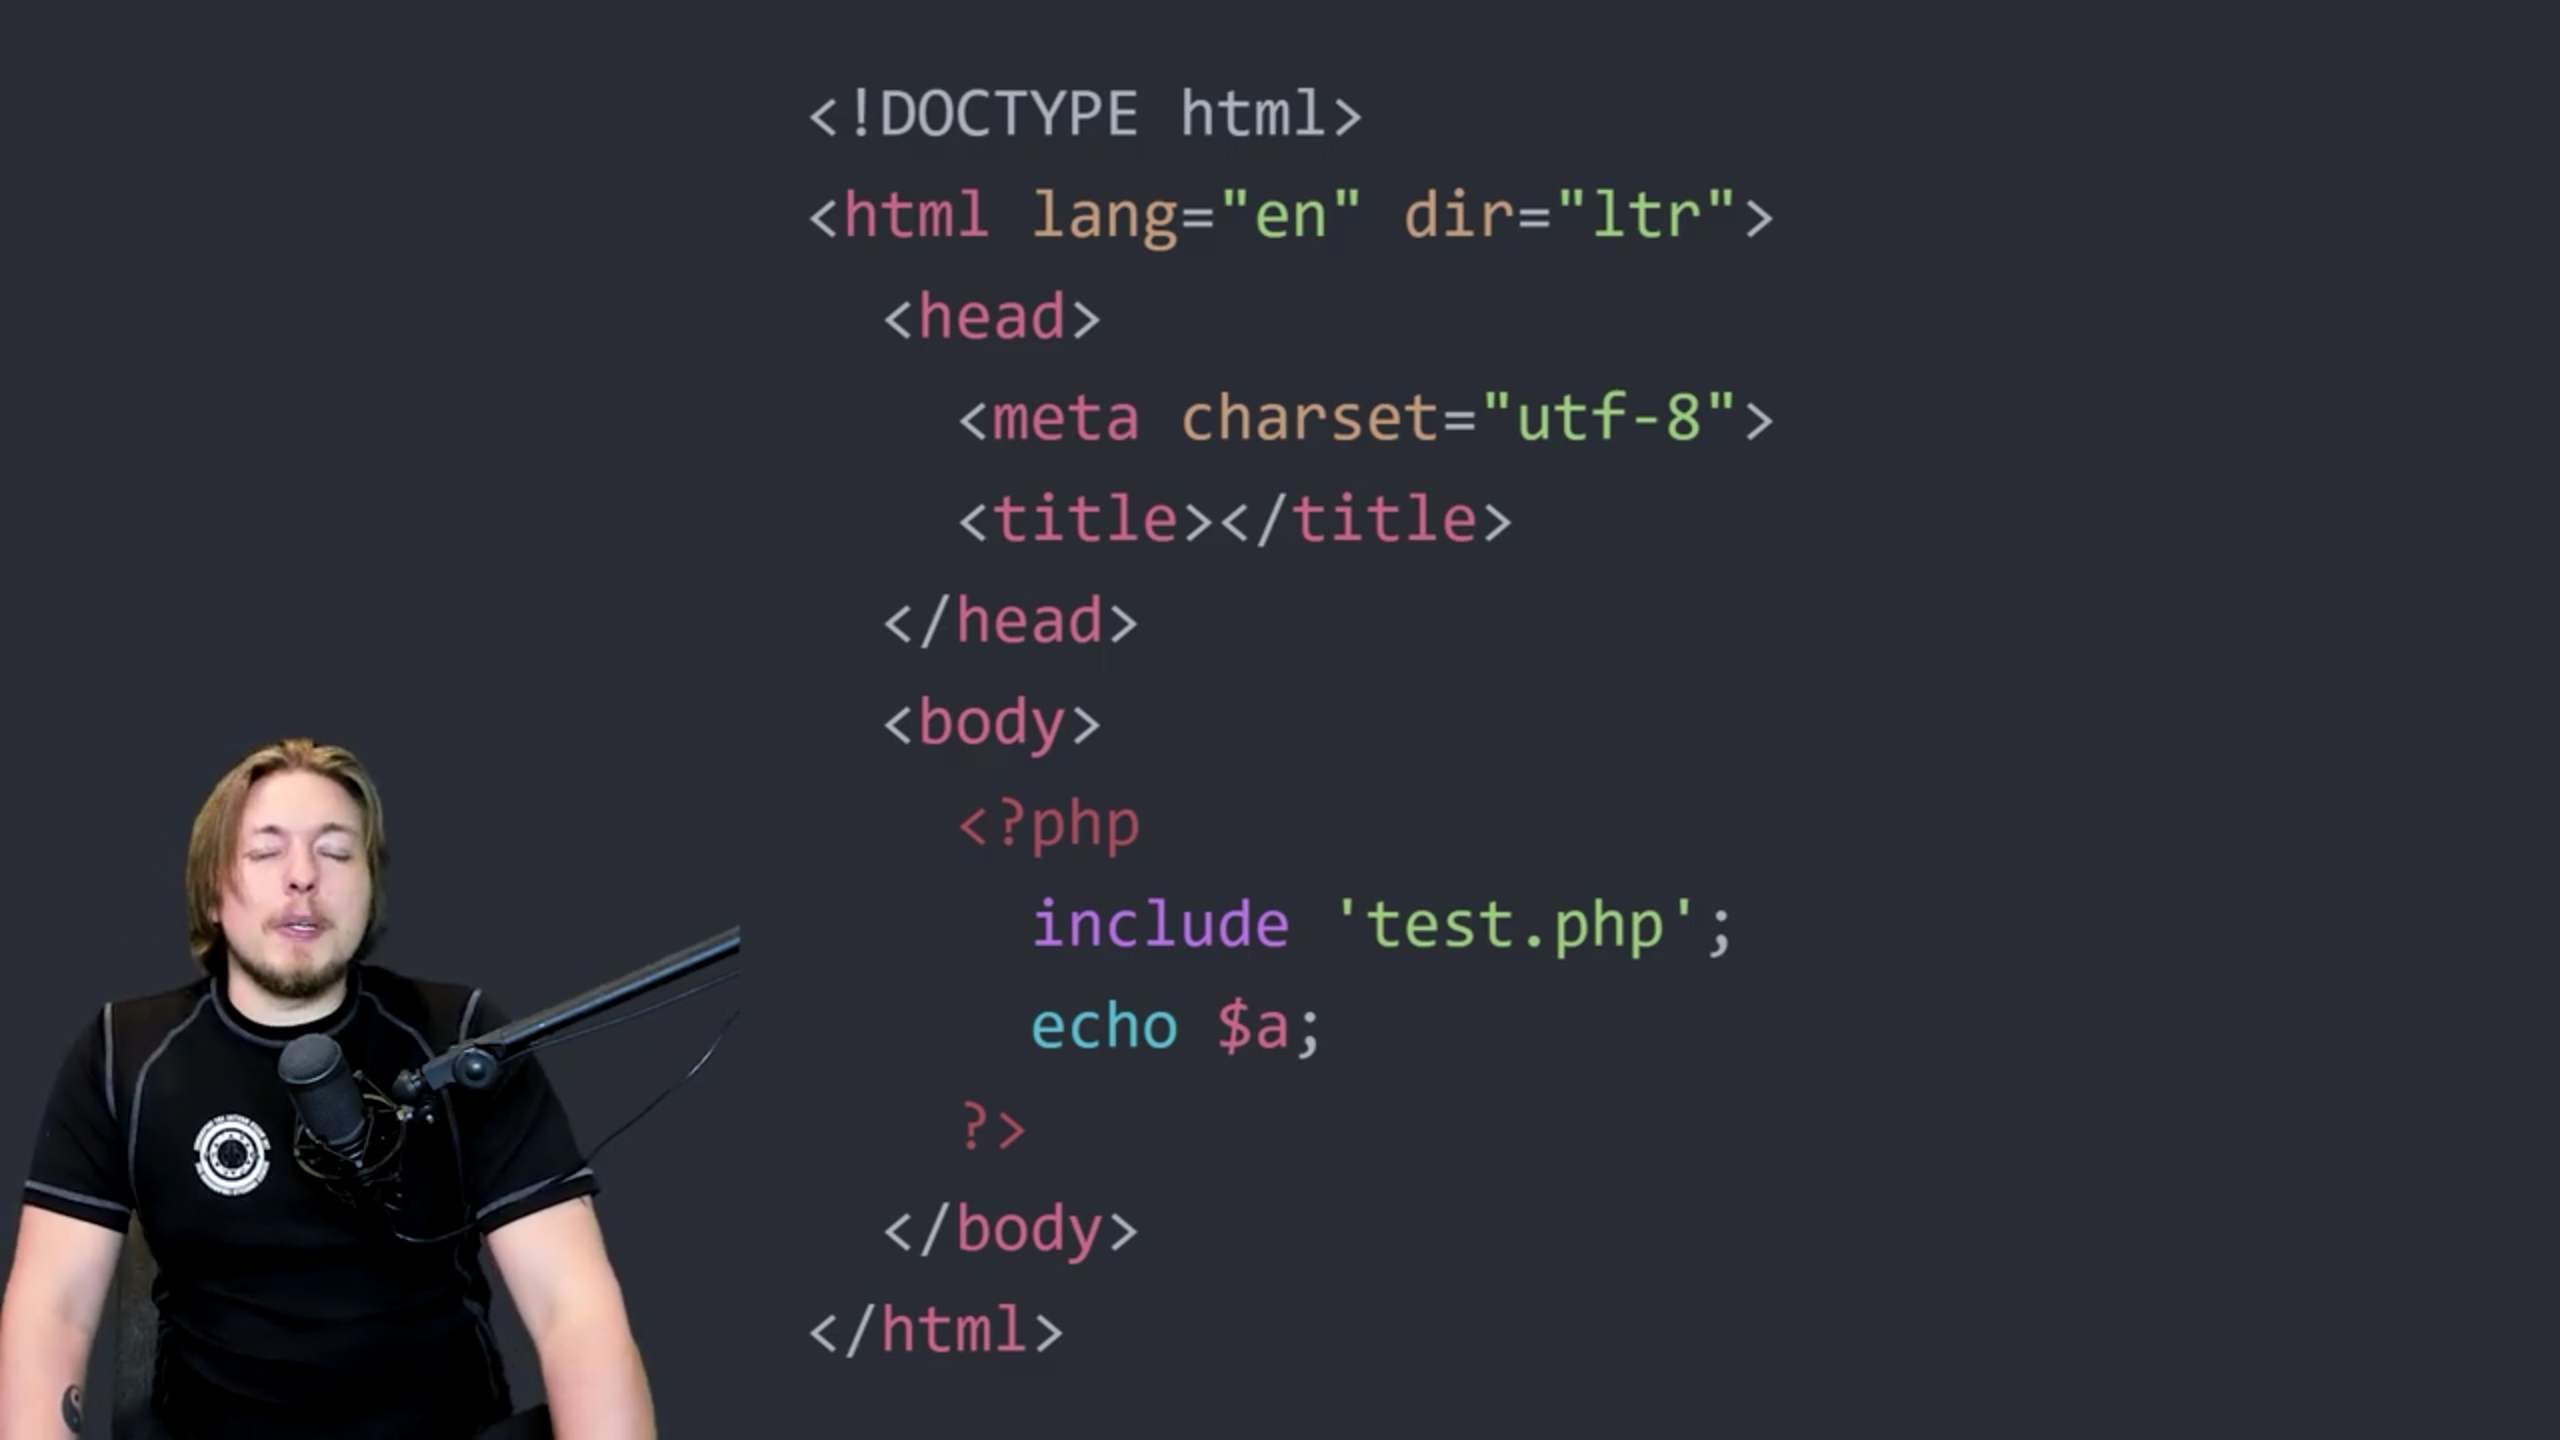 <!DOCTYPE html>
<html lang="en" dir="ltr">
<head>
<meta charset="utf-8">
<title></title>
</head>
<body>
<?php
include 'test.php';
echo $a;
?>
</body>
</html>